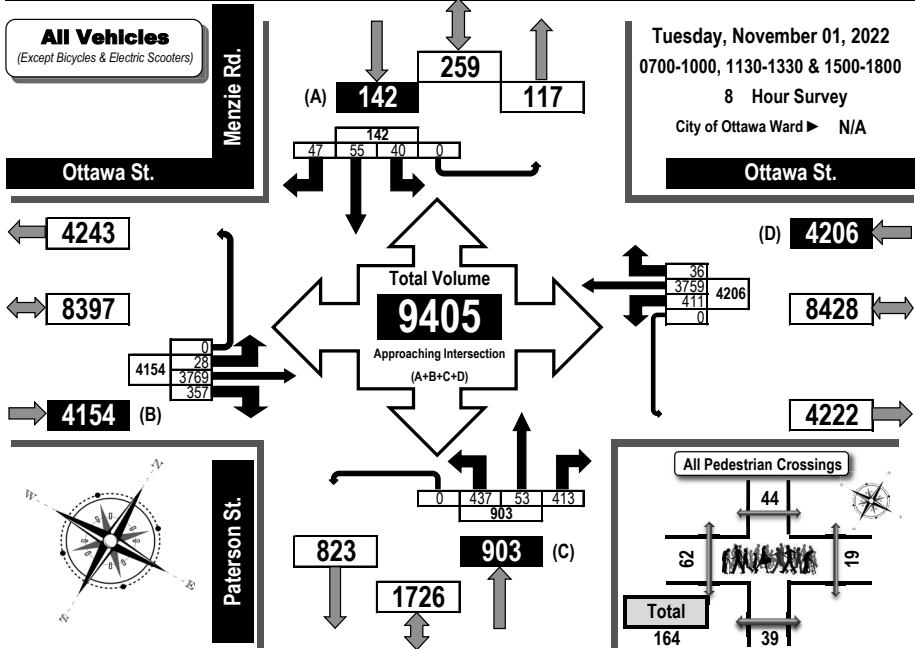 All Vehicles
(Except Bicycles & Electric Scooters)
Menzie Rd.
Ottawa St.
259
(A) 142
117
142
47 55 40 0
Tuesday, November 01, 2022
0700-1000, 1130-1330 & 1500-1800
8 Hour Survey
City of Ottawa Ward ► N/A
Ottawa St.
4243
8397
4154
0
28
3769
357
4154 (B)
Total Volume
9405
Approaching Intersection
(A+B+C+D)
(D) 4206
36
3759
411
0
4206
8428
4222
N
W
E
S
Paterson St.
0 437 53 413
903
823
903 (C)
1726
All Pedestrian Crossings
44
62
19
Total
164
39